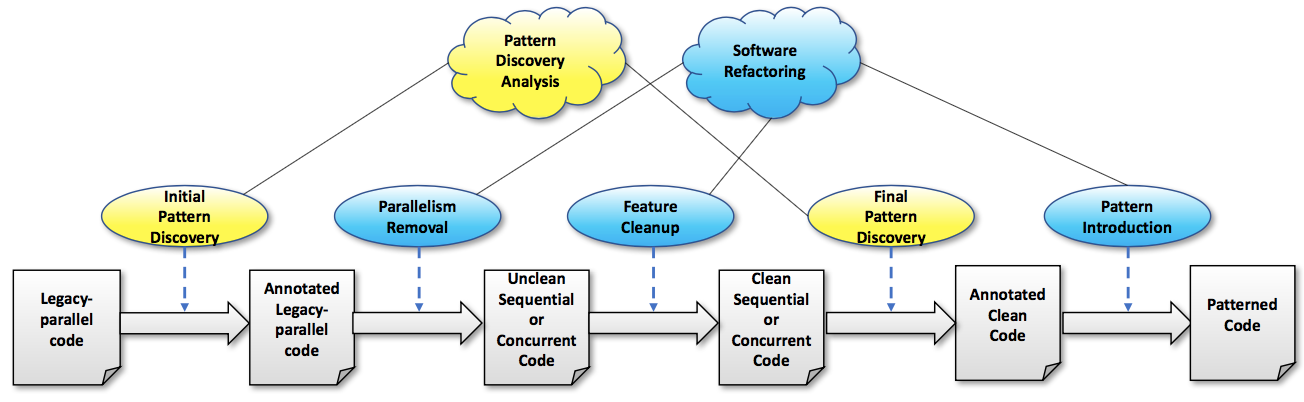 Pattern
Discovery
Analysis
Software
Refactoring
Initial
Pattern
Discovery
Parallelism
Removal
Feature
Cleanup
Final
Pattern
Discovery
Pattern
Introduction
Legacy-
parallel
code
Annotated
Legacy-
parallel
code
Unclean
Sequential
or
Concurrent
Code
Clean
Sequential
or
Concurrent
Code
Annotated
Clean
Code
Patterned
Code